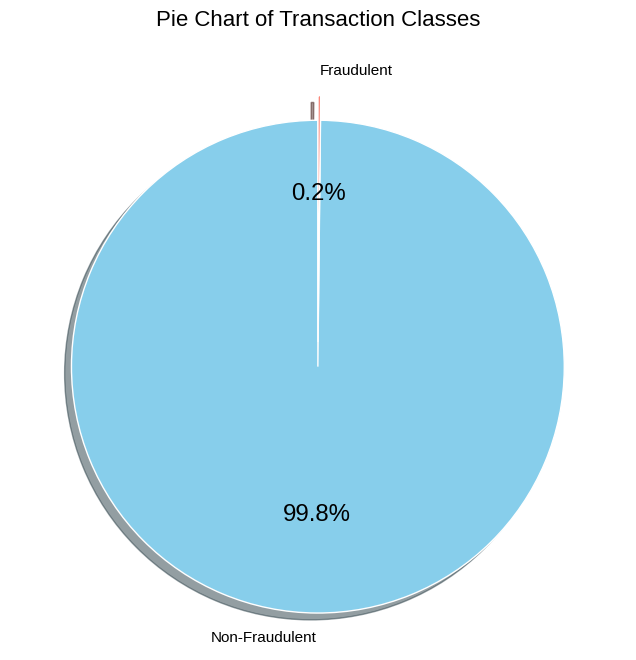 Pie Chart of Transaction Classes
Fraudulent
0.2%
99.8%
Non-Fraudulent